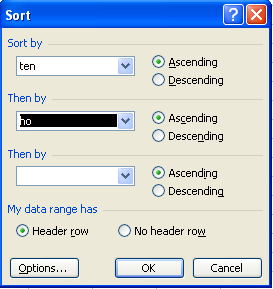 Sort
Sort by
ten
Ascending
Descending
Then by
ho
Ascending
Descending
Then by
Ascending
Descending
My data range has
Header row
No header row
Options...
OK
Cancel